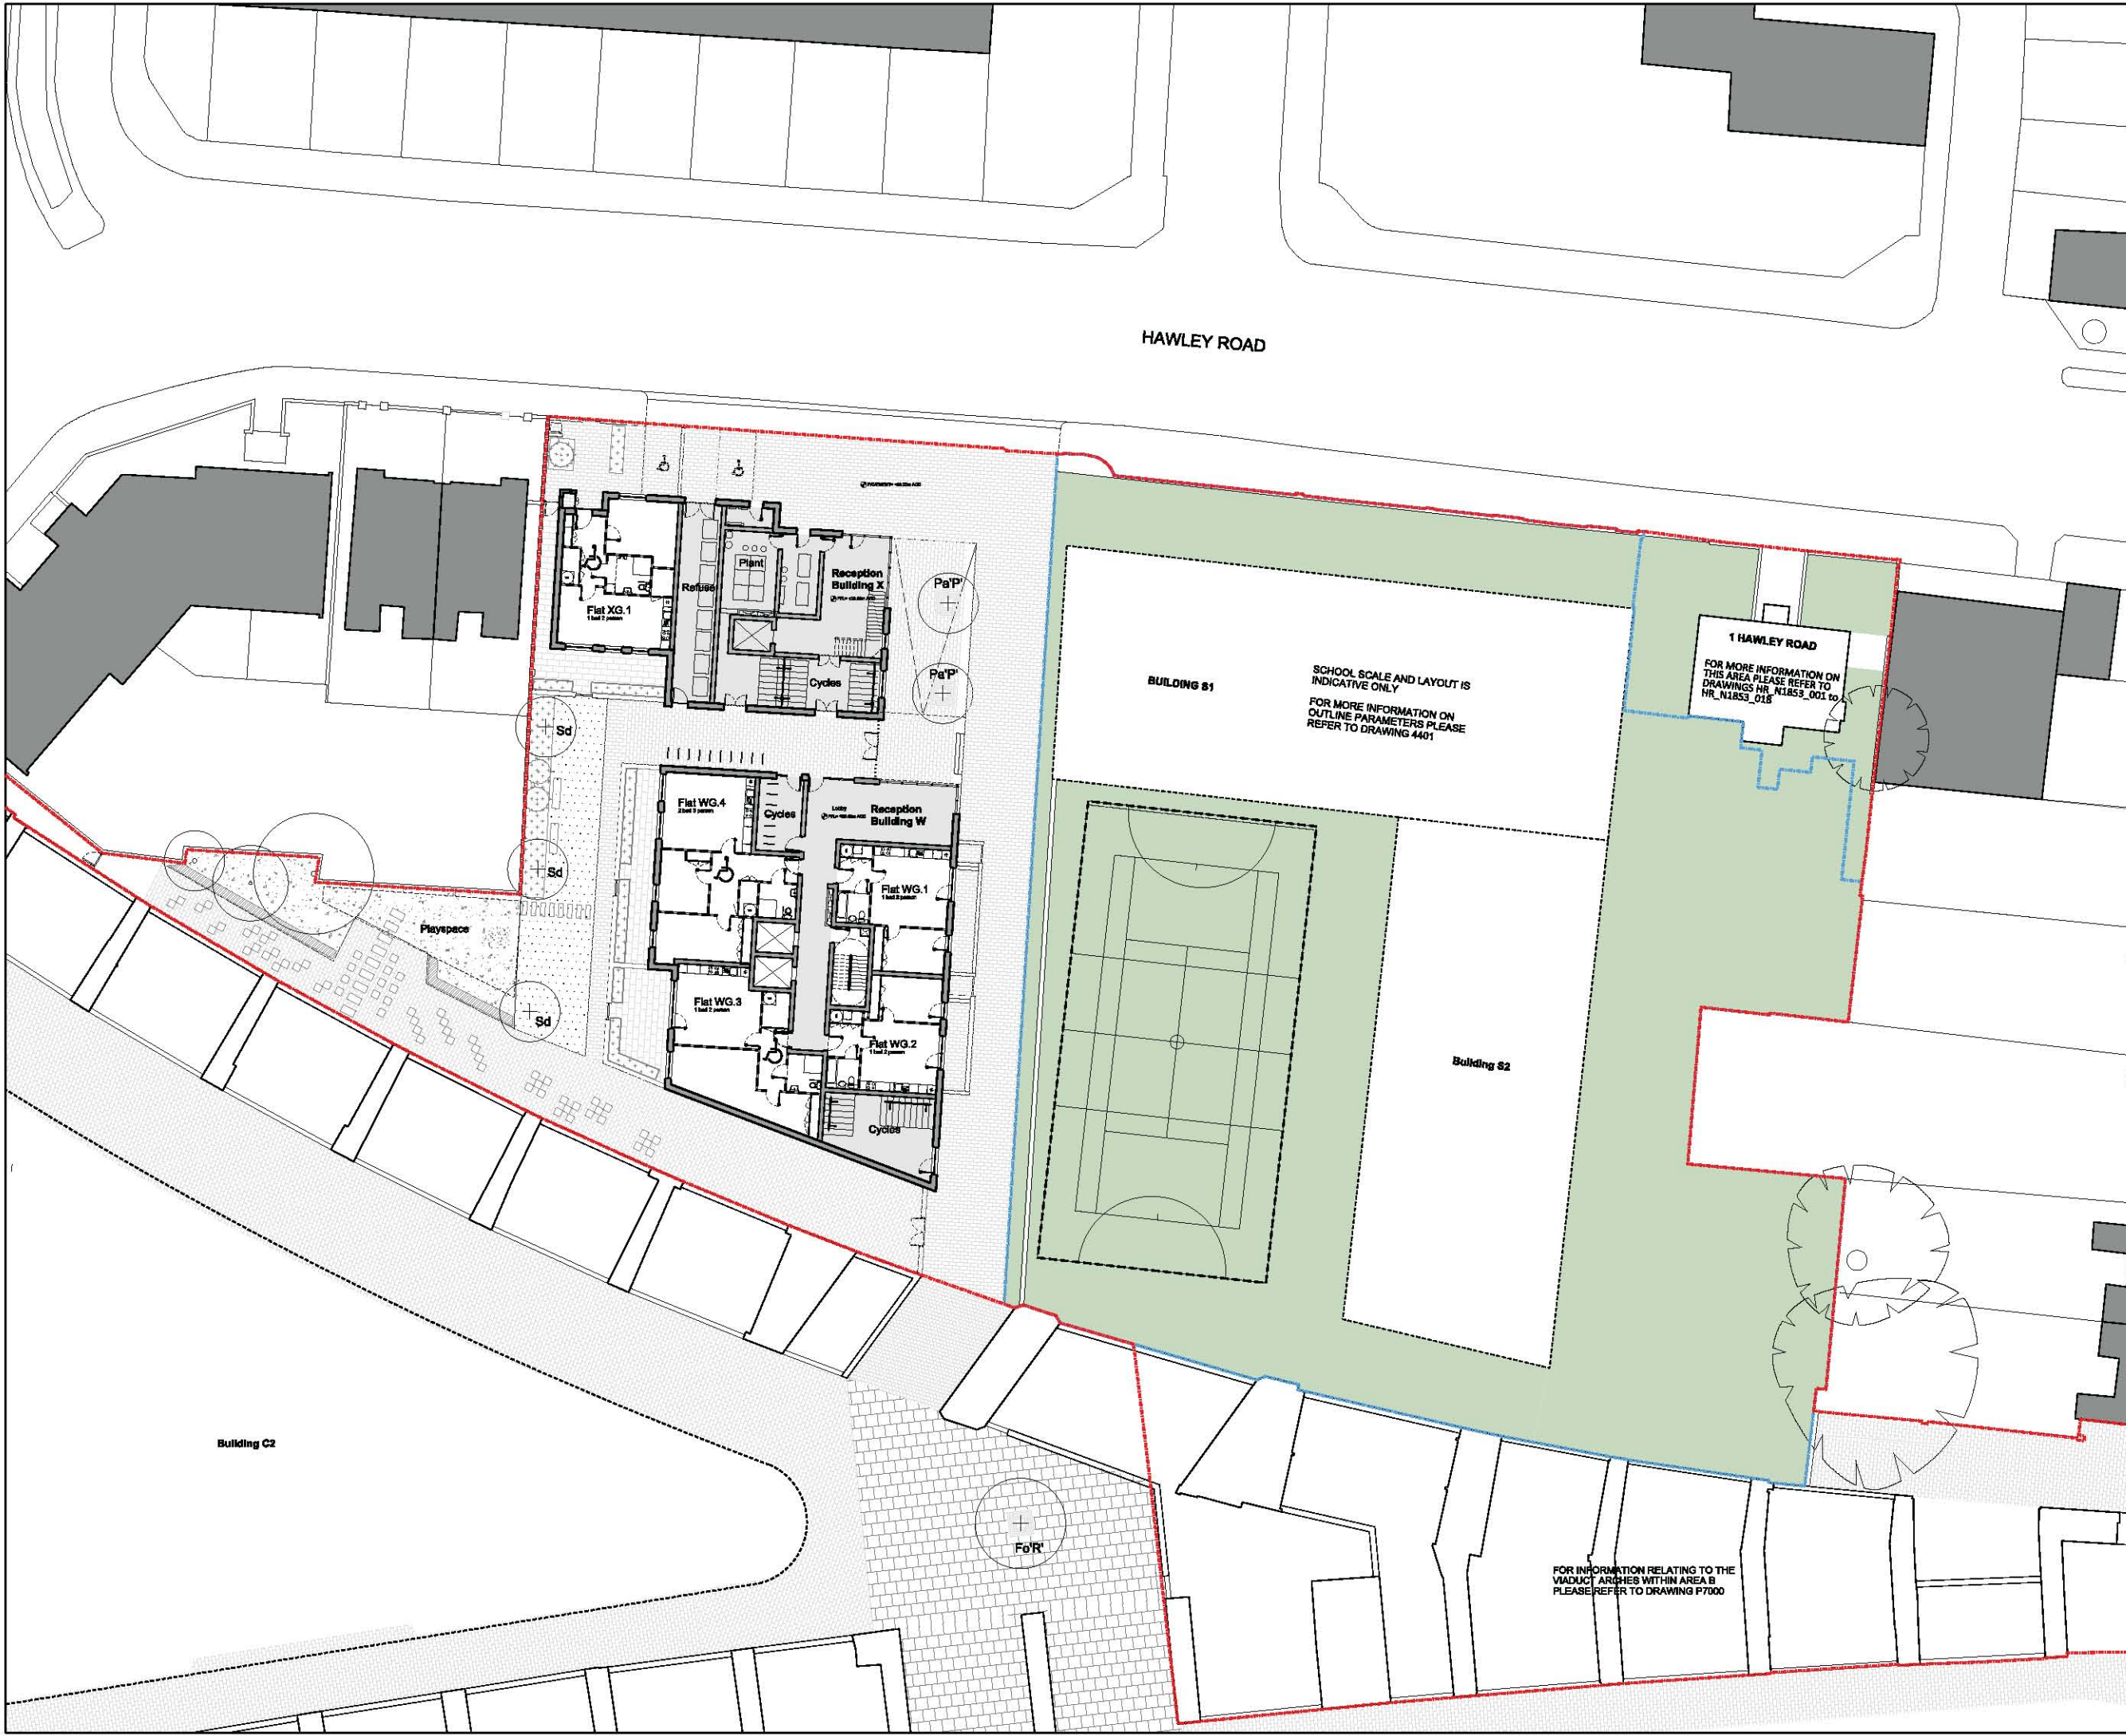 HAWLEY ROAD
Plant
Reception
Building X
Refuse
Flat XG.1
1 bed 2 person
Cycles
Pa'P'
Pa'P'
1 HAWLEY ROAD
FOR MORE INFORMATION ON
THIS AREA PLEASE REFER TO
DRAWINGS HR_N1853_001 to
HR_N1853_018
BUILDING S1
SCHOOL SCALE AND LAYOUT IS
INDICATIVE ONLY
FOR MORE INFORMATION ON
OUTLINE PARAMETERS PLEASE
REFER TO DRAWING 4401
Sd
Flat WG.4
2 bed 3 person
Cycles
Lobby
Reception
Building W
Sd
Flat WG.1
1 bed 2 person
Playspace
Flat WG.3
1 bed 2 person
Sd
Flat WG.2
1 bed 2 person
Building S2
Cycles
Building C2
Fo'R'
FOR INFORMATION RELATING TO THE
VIADUCT ARCHES WITHIN AREA B
PLEASE REFER TO DRAWING P7000